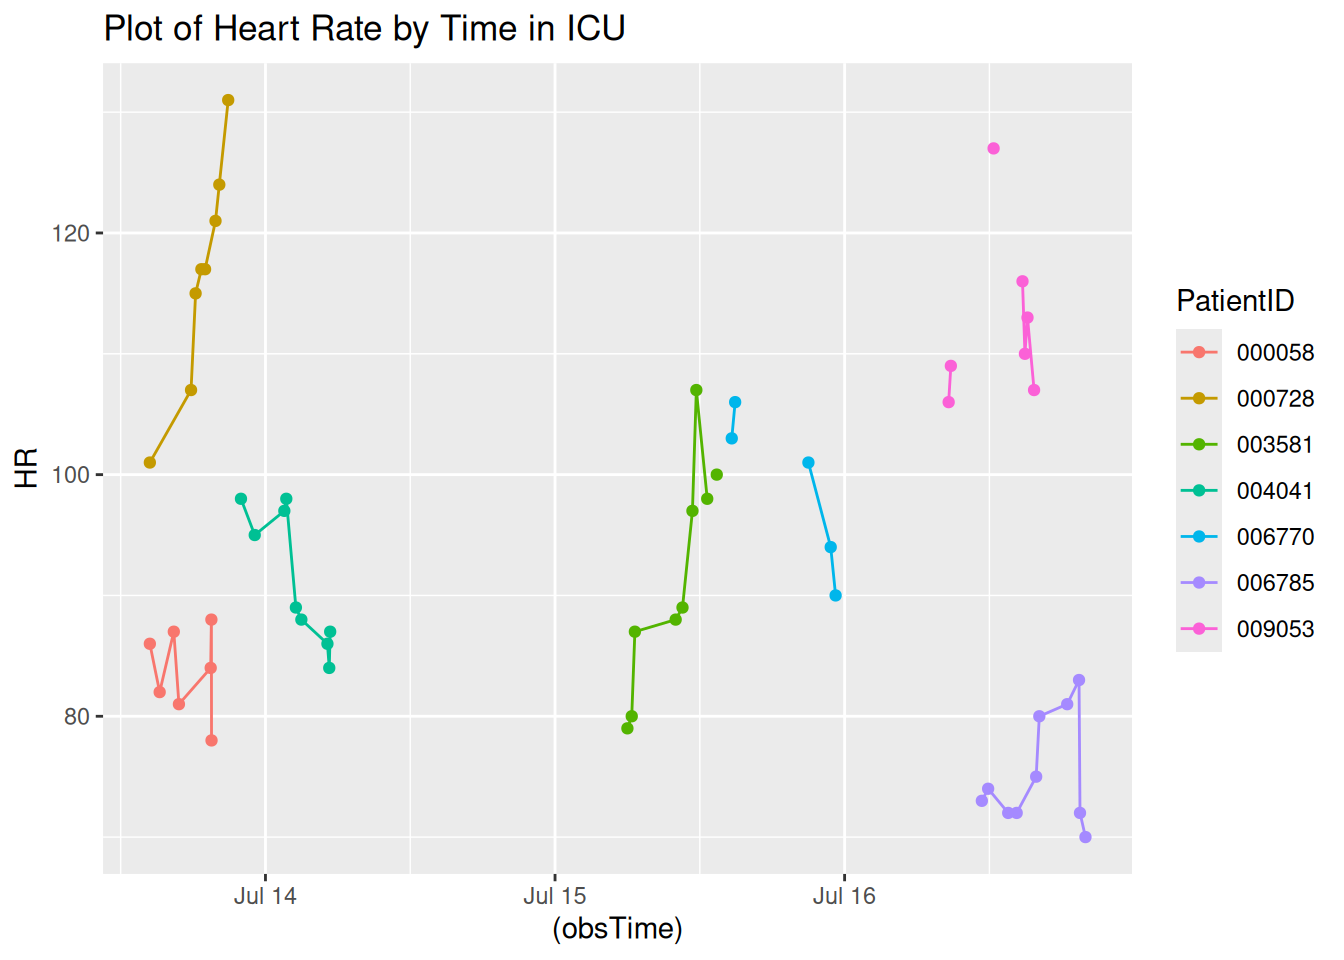 Plot of Heart Rate by Time in ICU
120
100
80
HR
Jul 14
Jul 15
Jul 16
(obsTime)
PatientID
000058
000728
003581
004041
006770
006785
009053